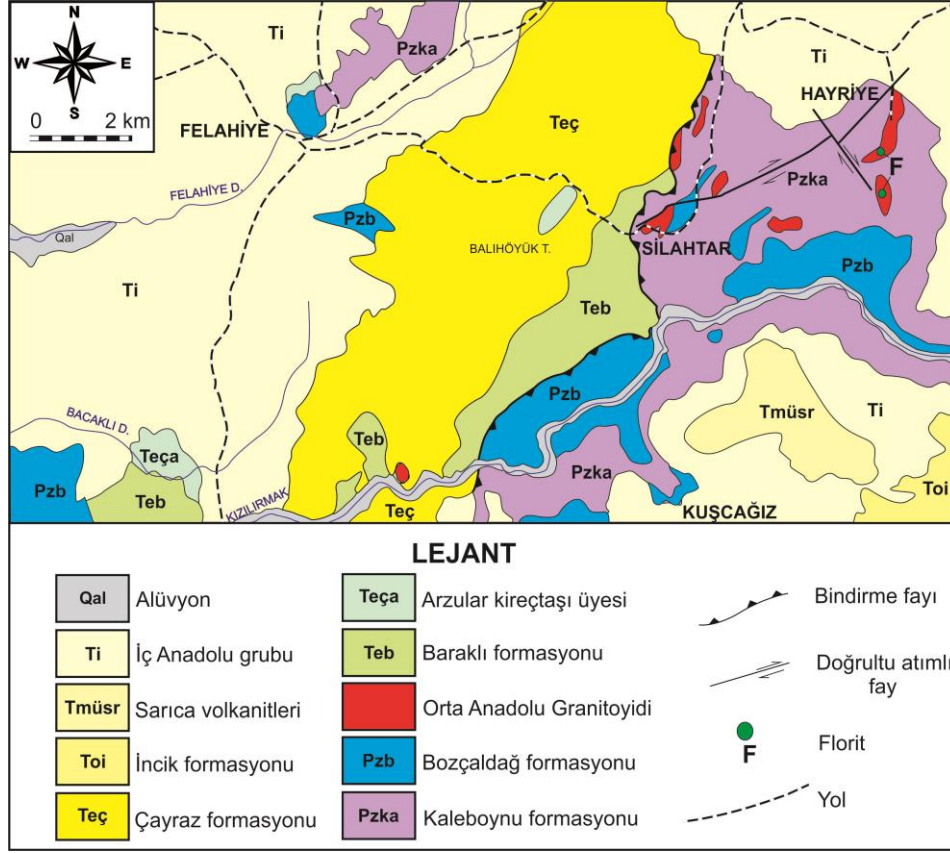 N
W E
S
0 2 km
Ti
Pzka
Ti
HAYRİYE
FELAHİYE
Teç
F
Pzka
FELAHİYE D.
Pzb
Qal
BALIHÖYÜK T.
SİLAHTAR
Pzb
Ti
Teb
Pzb
Tmüsr
Ti
BACAKLI D.
Teb
Teça
Pzka
Pzb
Teb
KIZILIRMAK
Teç
KUŞCAĞIZ
Toi
LEJANT
Qal Alüvyon
Ti İç Anadolu grubu
Tmüsr Sarıca volkanitleri
Toi İncik formasyonu
Teç Çayraz formasyonu
Teça Arzular kireçtaşı üyesi
Teb Baraklı formasyonu
Orta Anadolu Granitoyidi
Pzb Bozçaldağ formasyonu
Pzka Kaleboynu formasyonu
Bindirme fayı
Doğrultu atımlı
fay
Florit
F
Yol